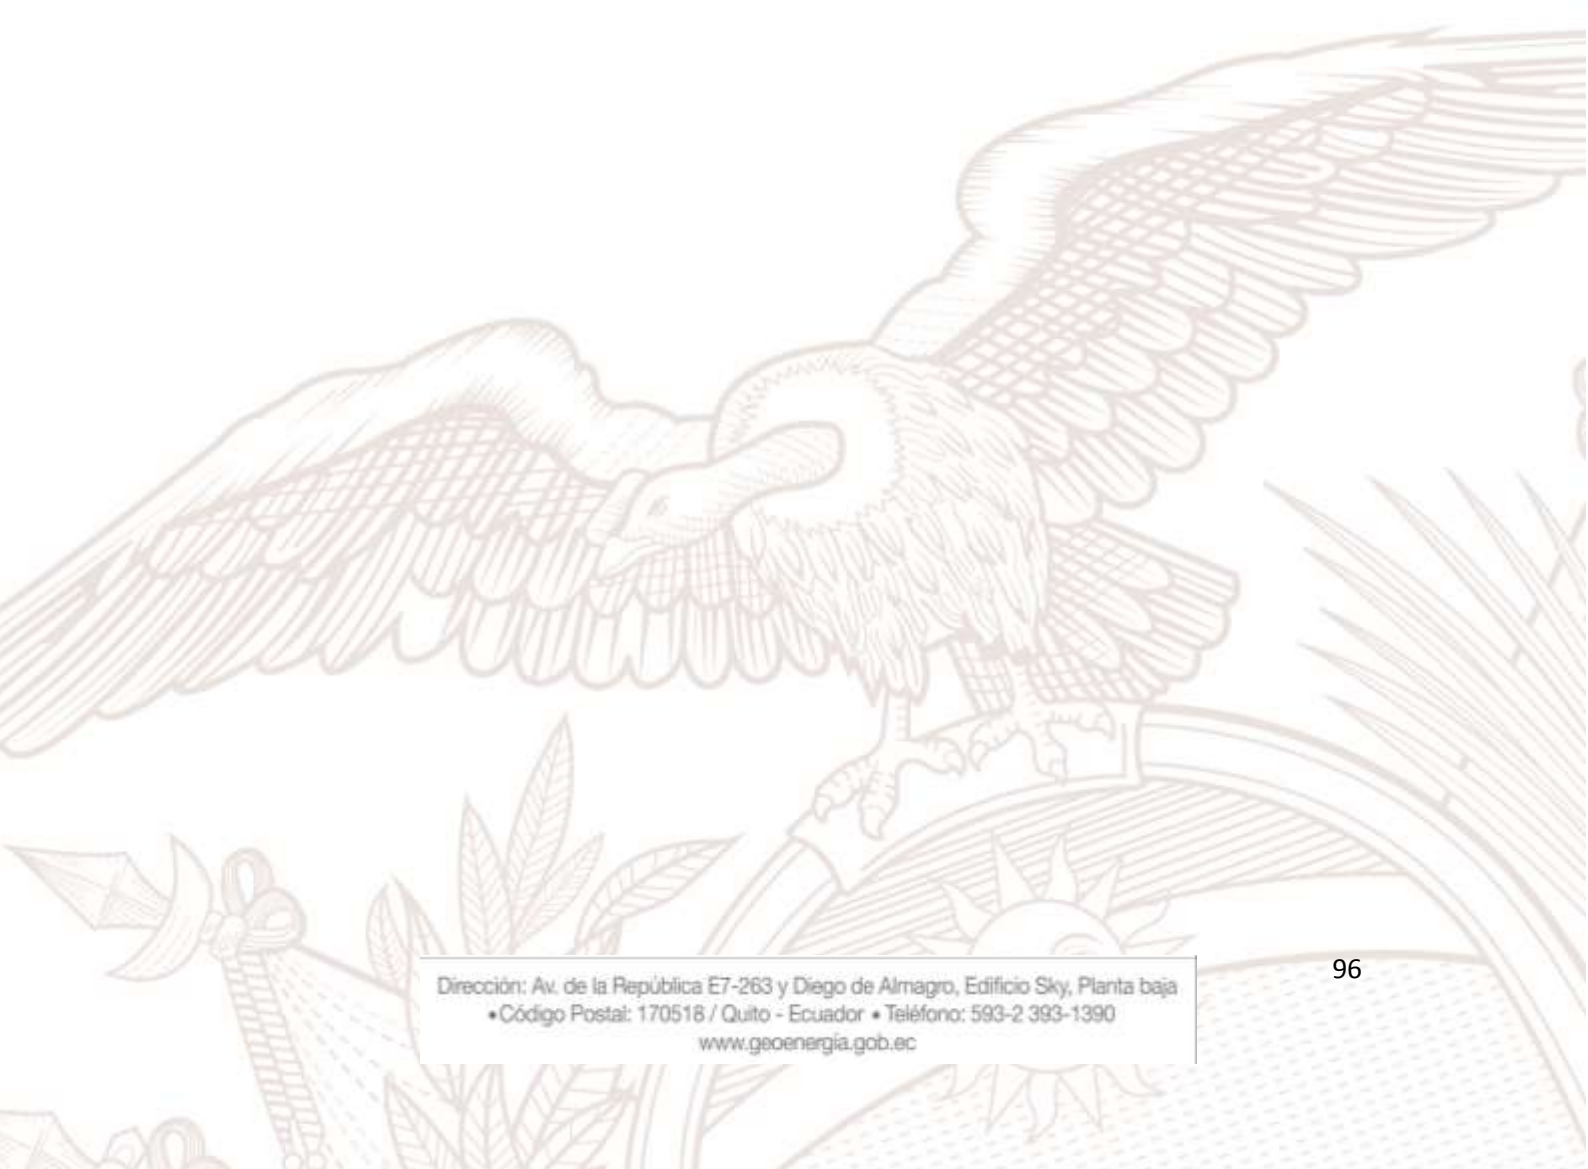 Dirección: Av. de la República E7-263 y Diego de Almagro, Edificio Sky, Planta baja
•Código Postal: 170518 / Quito - Ecuador • Teléfono: 593-2 393-1390
www.geoenergía.gob.ec
96